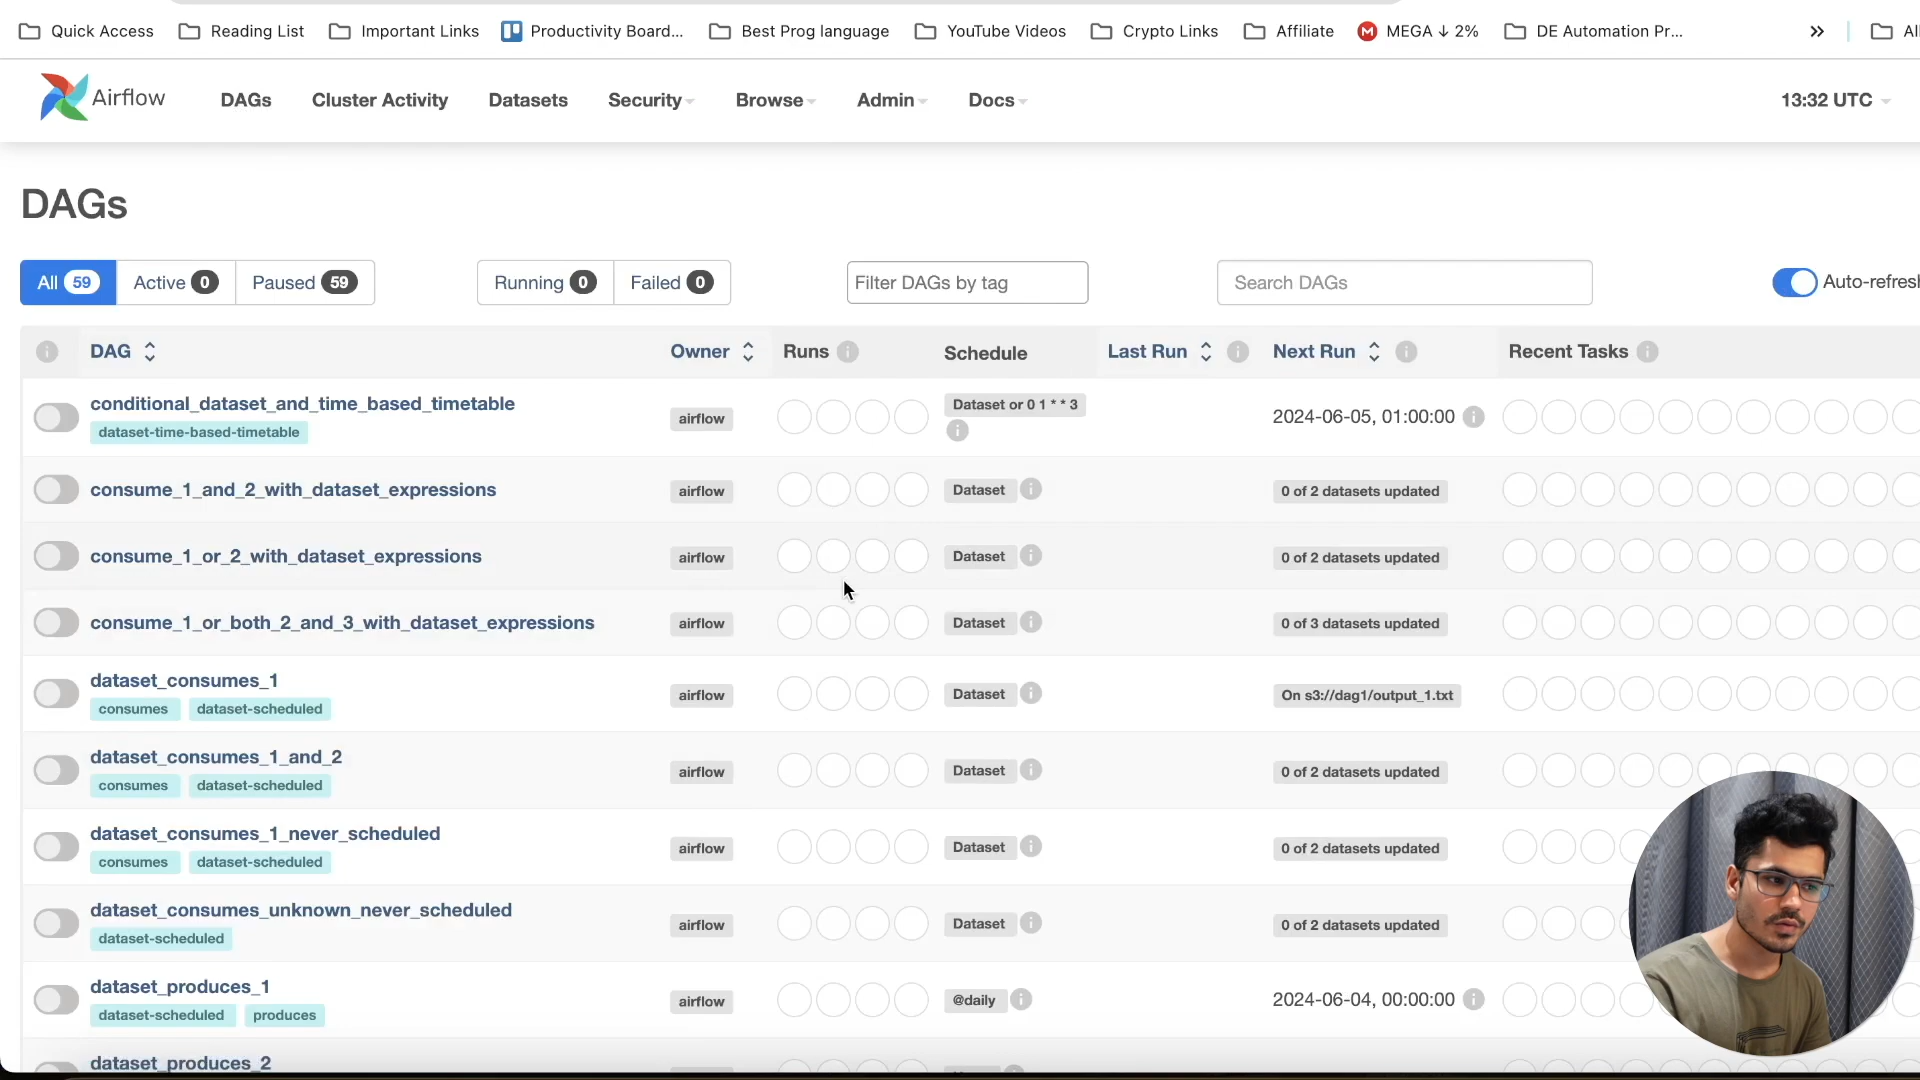 Quick Access Reading List Important Links Productivity Board... Best Prog language YouTube Videos Crypto Links Affiliate M MEGA ↓ 2% DE Automation Pr... »
Airflow DAGs Cluster Activity Datasets Security Browse Admin Docs 13:32 UTC
DAGs
All 59 Active 0 Paused 59 Running 0 Failed 0 Filter DAGs by tag Search DAGs Auto-refresh
DAG Owner Runs Schedule Last Run Next Run Recent Tasks
conditional_dataset_and_time_based_timetable airflow Dataset or 0 1 * * 3 2024-06-05, 01:00:00
dataset-time-based-timetable
consume_1_and_2_with_dataset_expressions airflow Dataset 0 of 2 datasets updated
consume_1_or_2_with_dataset_expressions airflow Dataset 0 of 2 datasets updated
consume_1_or_both_2_and_3_with_dataset_expressions airflow Dataset 0 of 3 datasets updated
dataset_consumes_1 airflow Dataset On s3://dag1/output_1.txt
consumes dataset-scheduled
dataset_consumes_1_and_2 airflow Dataset 0 of 2 datasets updated
consumes dataset-scheduled
dataset_consumes_1_never_scheduled airflow Dataset 0 of 2 datasets updated
consumes dataset-scheduled
dataset_consumes_unknown_never_scheduled airflow Dataset 0 of 2 datasets updated
dataset-scheduled
dataset_produces_1 airflow @daily 2024-06-04, 00:00:00
dataset-scheduled produces
dataset_produces_2